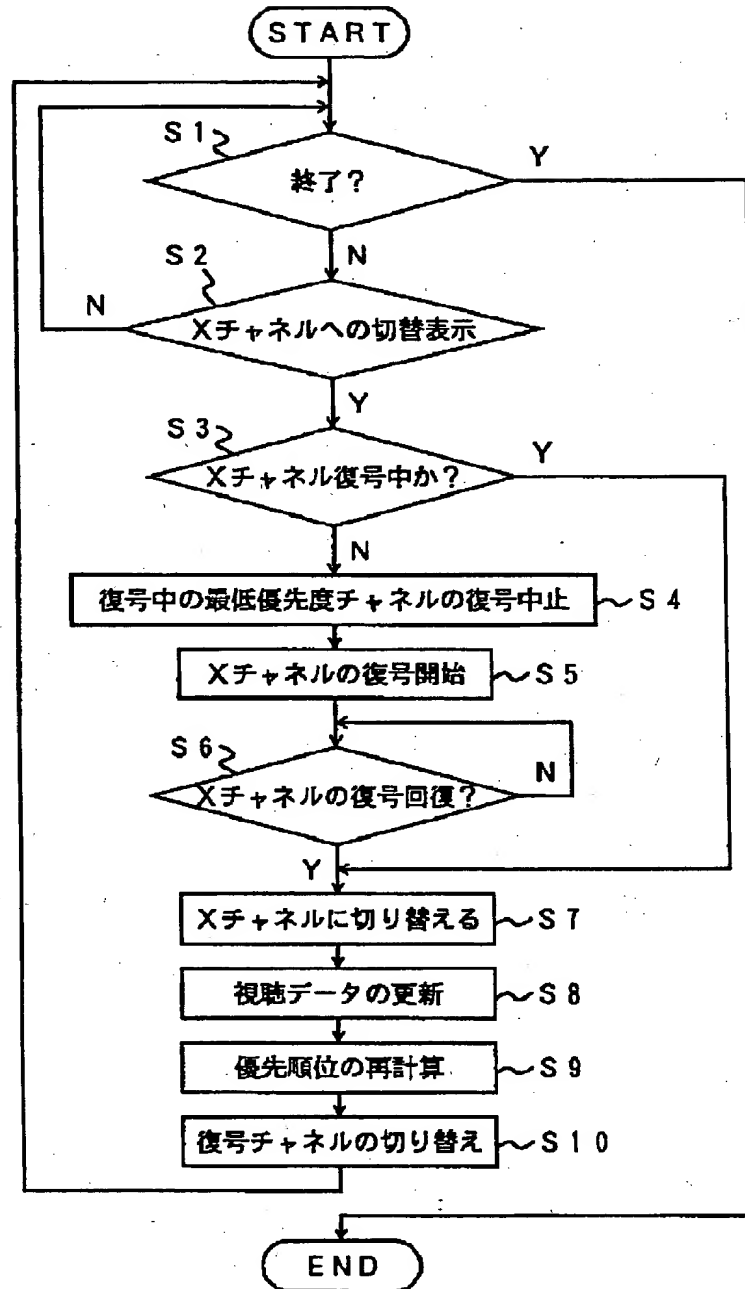 START
S1
終了?
Y
N
S2
N
Xチャネルへの切替表示
Y
S3
Xチャネル復号中か?
Y
N
復号中の最低優先度チャネルの復号中止
S4
Xチャネルの復号開始
S5
S6
Xチャネルの復号回復?
N
Y
Xチャネルに切り替える
S7
視聴データの更新
S8
優先順位の再計算
S9
復号チャネルの切り替え
S10
END